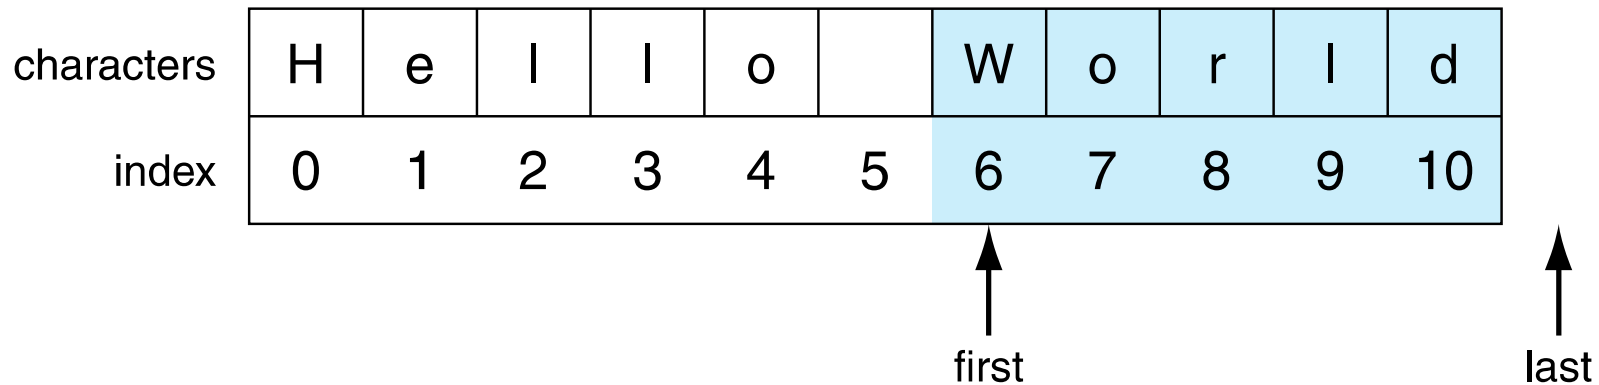 characters H e l l o W o r l d
index 0 1 2 3 4 5 6 7 8 9 10
first last